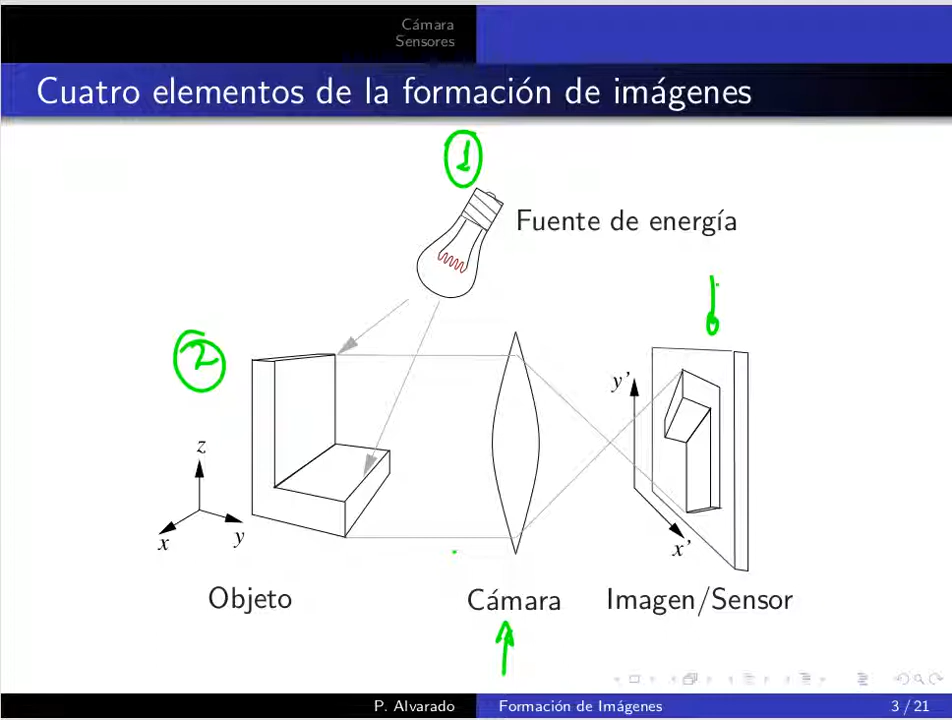 Cámara
Sensores
Cuatro elementos de la formación de imágenes
1
Fuente de energía
2
y'
z
x
y
x'
Objeto
Cámara
Imagen/Sensor
P. Alvarado
Formación de Imágenes
3 / 21